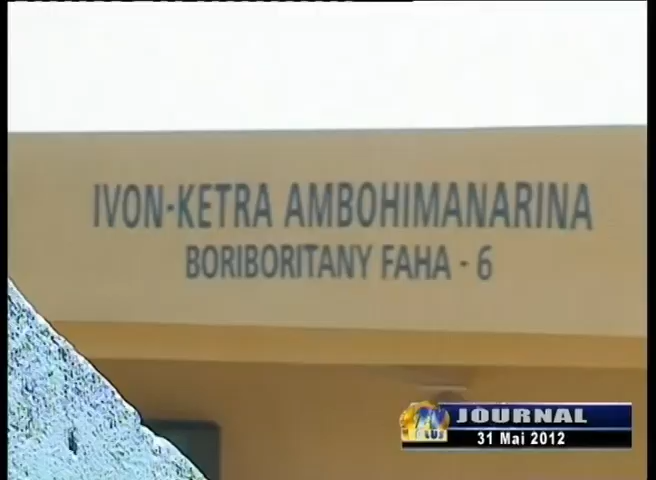 IVON-KETRA AMBOHIMANARINA
BORIBORITANY FAHA - 6
JOURNAL
31 Mai 2012